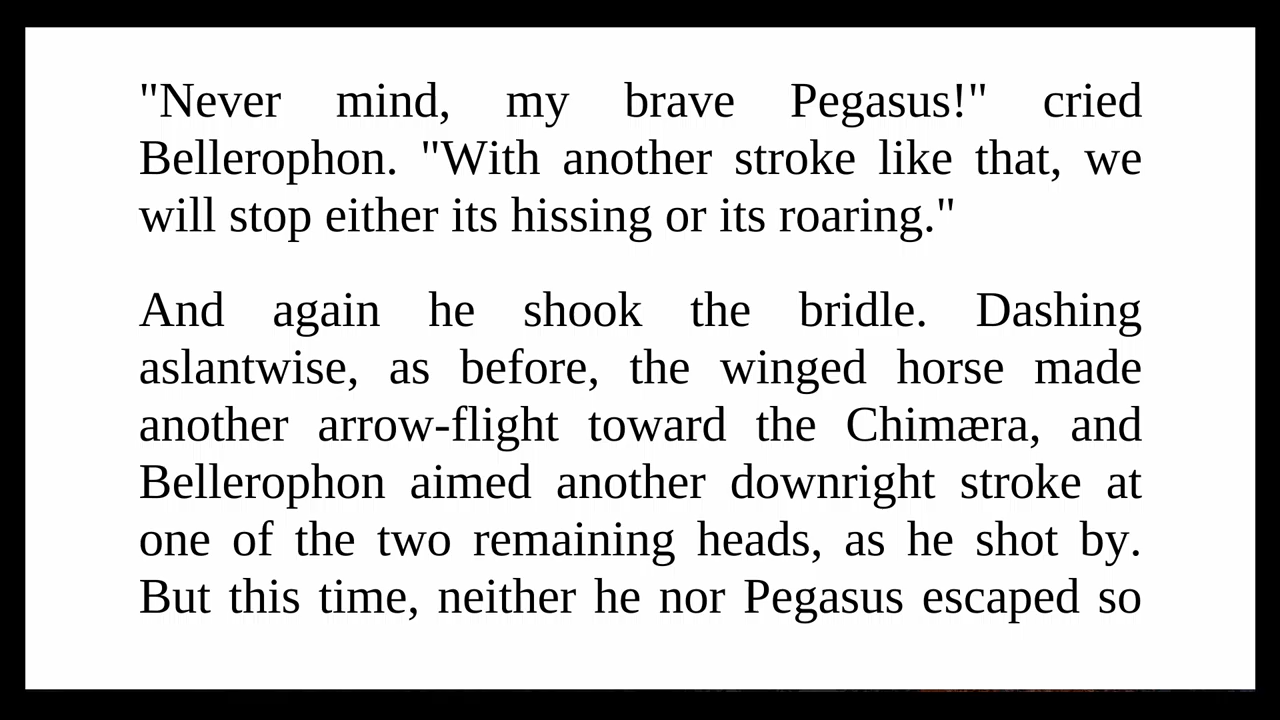 "Never mind, my brave Pegasus!" cried
Bellerophon. "With another stroke like that, we
will stop either its hissing or its roaring."
And again he shook the bridle. Dashing
aslantwise, as before, the winged horse made
another arrow-flight toward the Chimæra, and
Bellerophon aimed another downright stroke at
one of the two remaining heads, as he shot by.
But this time, neither he nor Pegasus escaped so